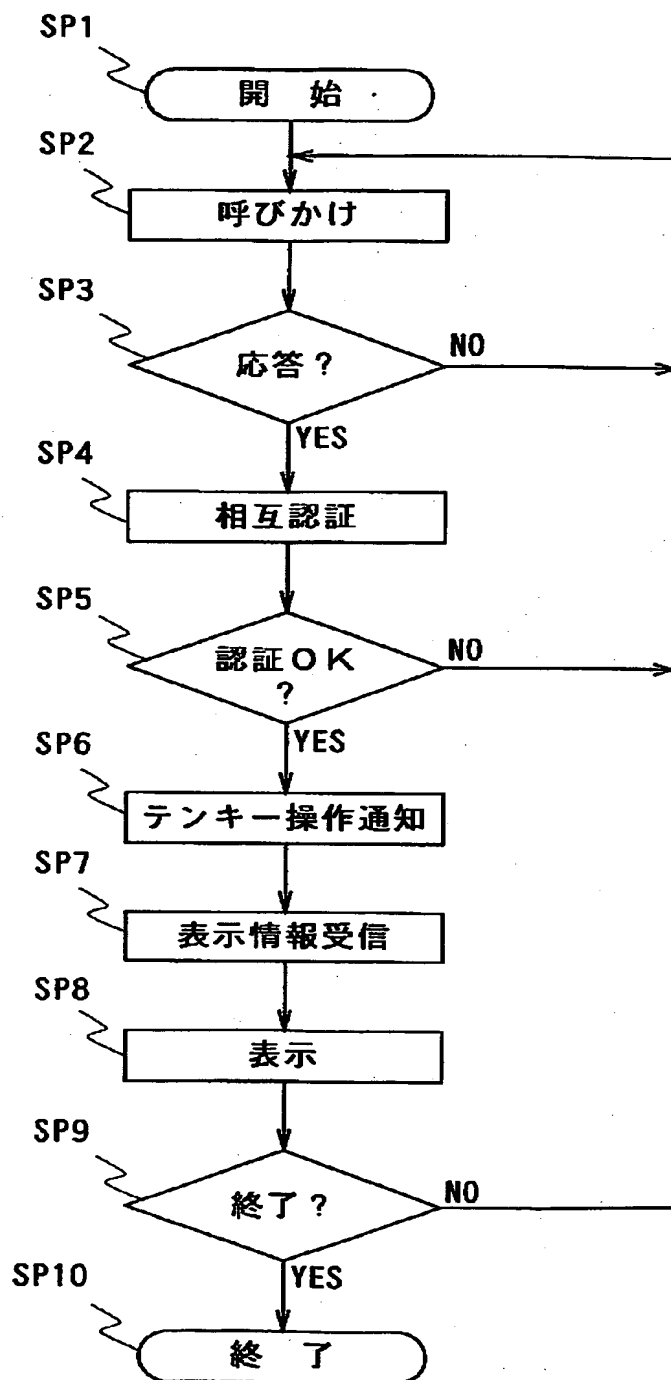 SP1
開 始
SP2
呼びかけ
SP3
応答?
NO
YES
SP4
相互認証
SP5
認証OK
?
NO
YES
SP6
テンキー操作通知
SP7
表示情報受信
SP8
表示
SP9
終了?
NO
YES
SP10
終 了